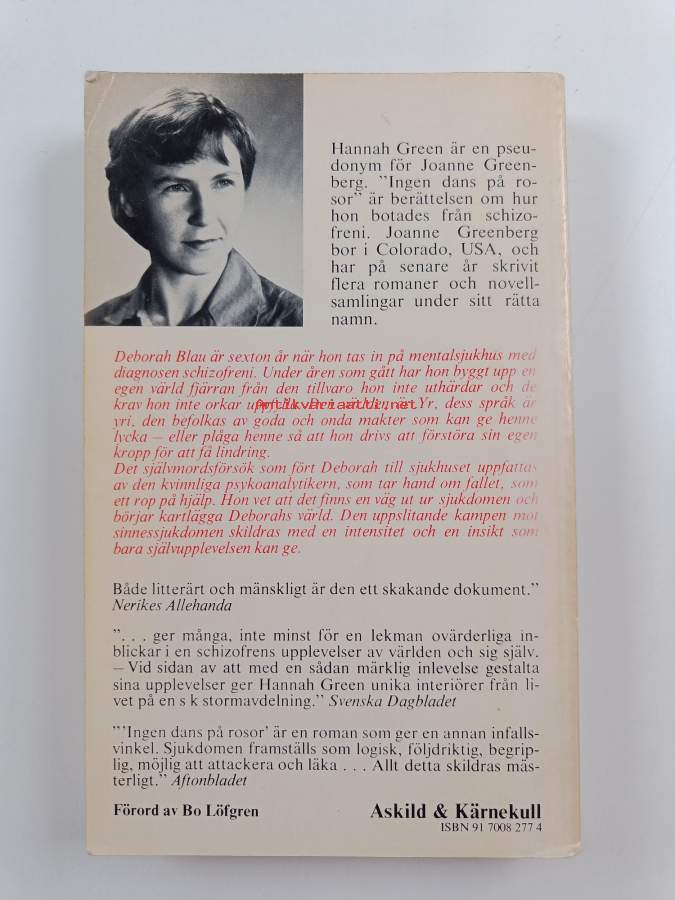 Hannah Green är en pseu-
donym för Joanne Green-
berg. ”Ingen dans på ro-
sor” är berättelsen om hur
hon botades från schizo-
freni. Joanne Greenberg
bor i Colorado, USA, och
har på senare år skrivit
flera romaner och novell-
samlingar under sitt rätta
namn.
Deborah Blau är sexton år när hon tas in på mentalsjukhus med
diagnosen schizofreni. Under åren som gått har hon byggt upp en
egen värld fjärran från den tillvaro hon inte uthärdar och de
krav hon inte orkar uppfylla. Den världen är Yr, dess språk är
yri, den befolkas av goda och onda makter som kan ge henne
lycka – eller plåga henne så att hon drivs att förstöra sin egen
kropp för att få lindring.
Det självmordsförsök som fört Deborah till sjukhuset uppfattas
av den kvinnliga psykoanalytikern, som tar hand om fallet, som
ett rop på hjälp. Hon vet att det finns en väg ut ur sjukdomen och
börjar kartlägga Deborahs värld. Den uppslitande kampen mot
sinnessjukdomen skildras med en intensitet och en insikt som
bara självupplevelsen kan ge.
Både litterärt och mänskligt är den ett skakande dokument.”
Nerikes Allehanda
”. . . ger många, inte minst för en lekman ovärderliga in-
blickar i en schizofrens upplevelser av världen och sig själv.
– Vid sidan av att med en sådan märklig inlevelse gestalta
sina upplevelser ger Hannah Green unika interiörer från li-
vet på en s k stormavdelning.” Svenska Dagbladet
”’Ingen dans på rosor’ är en roman som ger en annan infalls-
vinkel. Sjukdomen framställs som logisk, följdriktig, begrip-
lig, möjlig att attackera och läka . . . Allt detta skildras mäs-
terligt.” Aftonbladet
Förord av Bo Löfgren
Askild & Kärnekull
ISBN 91 7008 277 4